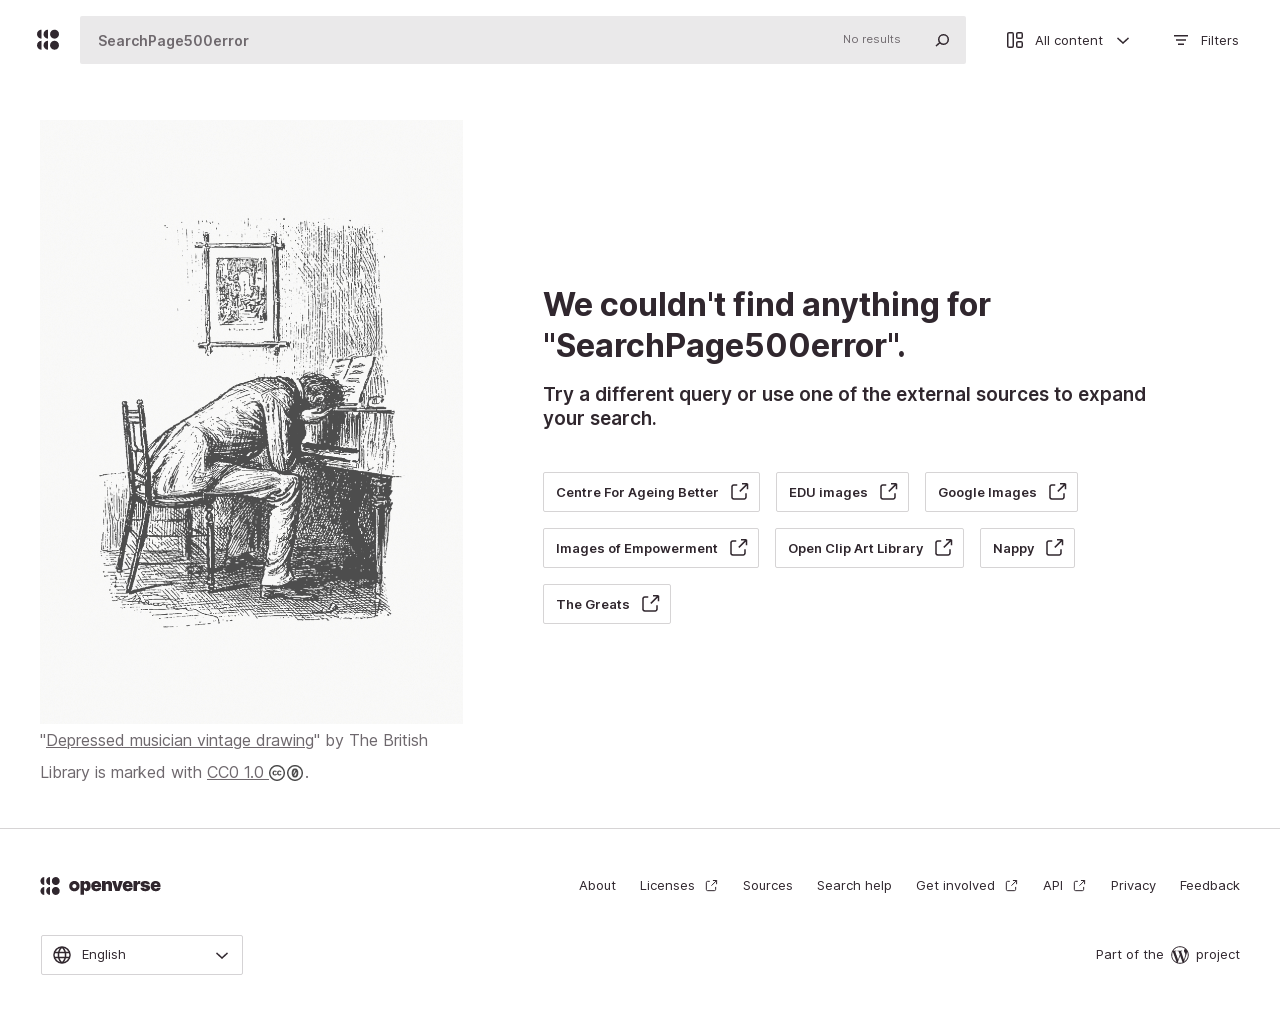 SearchPage500error
No results
All content
Filters
We couldn't find anything for
"SearchPage500error".
Try a different query or use one of the external sources to expand
your search.
Centre For Ageing Better
EDU images
Google Images
Images of Empowerment
Open Clip Art Library
Nappy
The Greats
"Depressed musician vintage drawing" by The British
Library is marked with CC0 1.0 .
openverse
About
Licenses
Sources
Search help
Get involved
API
Privacy
Feedback
English
Part of the project